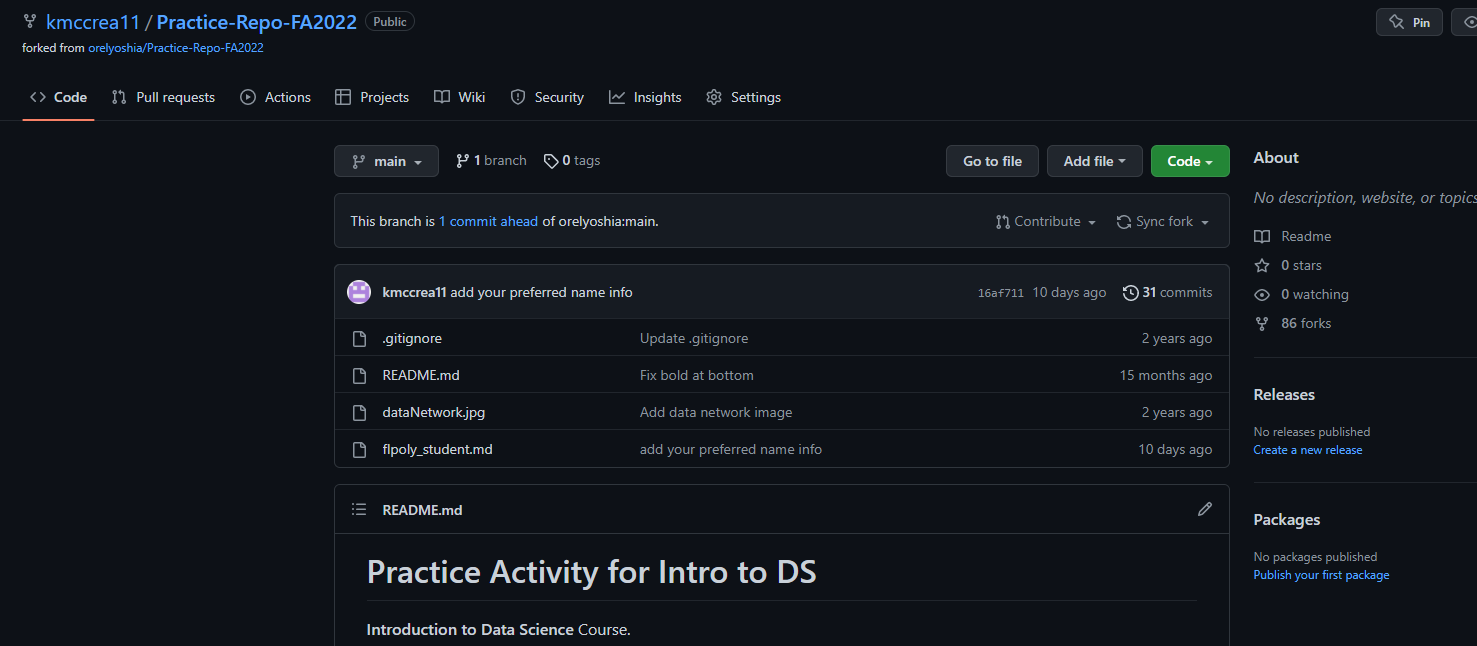 kmccrea11 / Practice-Repo-FA2022 Public Pin
forked from orelyoshia/Practice-Repo-FA2022
Code Pull requests Actions Projects Wiki Security Insights Settings
main 1 branch 0 tags Go to file Add file Code
This branch is 1 commit ahead of orelyoshia:main. Contribute Sync fork
kmccrea11 add your preferred name info 16af711 10 days ago 31 commits
.gitignore Update .gitignore 2 years ago
README.md Fix bold at bottom 15 months ago
dataNetwork.jpg Add data network image 2 years ago
flpoly_student.md add your preferred name info 10 days ago
README.md
Practice Activity for Intro to DS
Introduction to Data Science Course.
About
No description, website, or topics
Readme
0 stars
0 watching
86 forks
Releases
No releases published
Create a new release
Packages
No packages published
Publish your first package